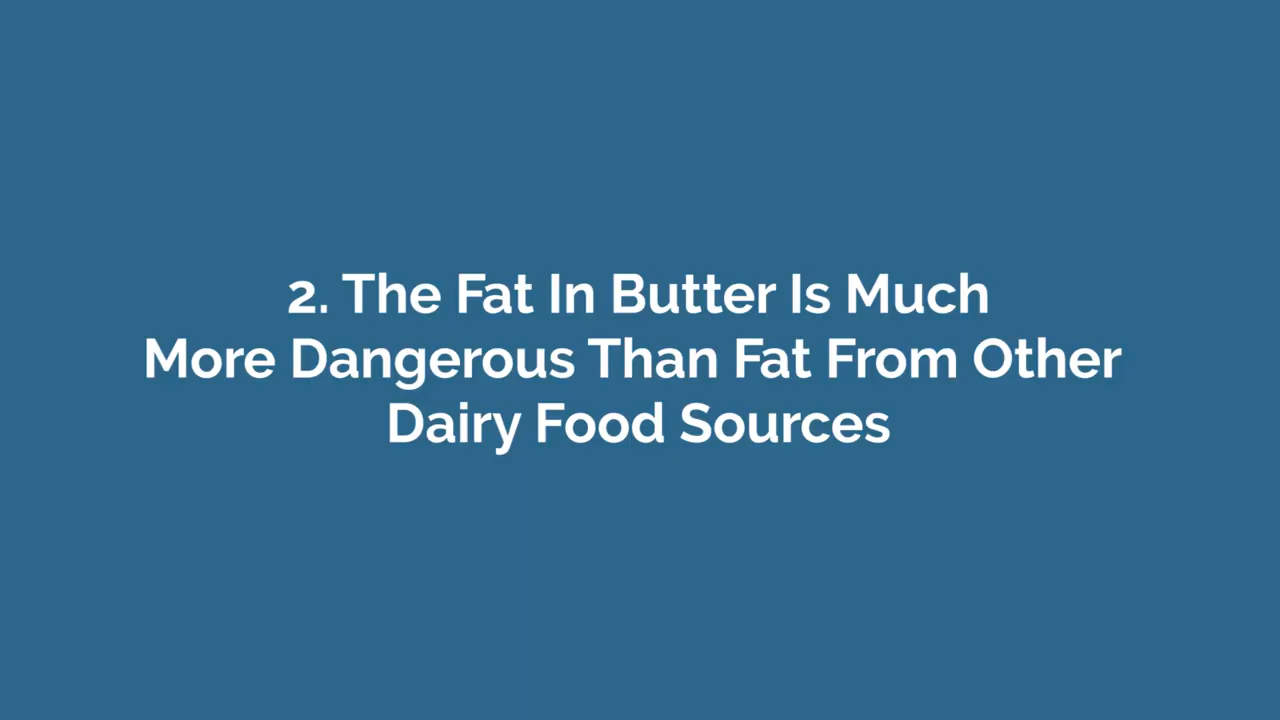 2. The Fat In Butter Is Much
More Dangerous Than Fat From Other
Dairy Food Sources